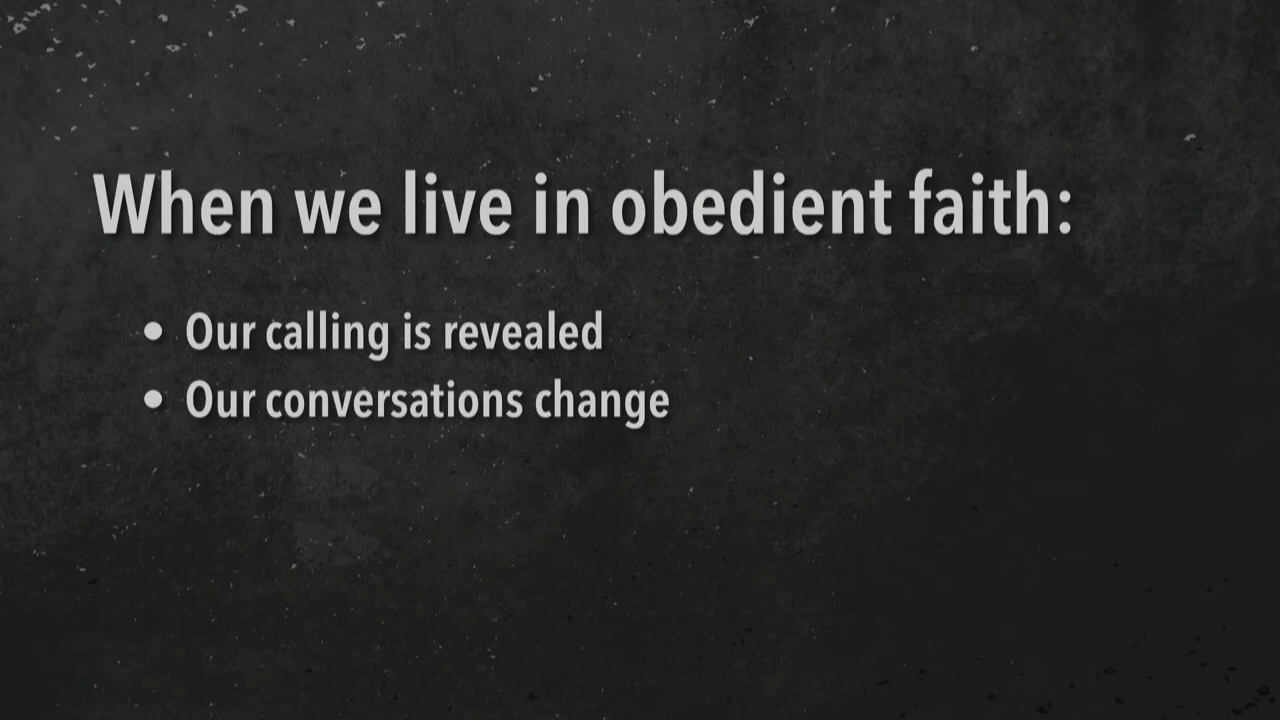 When we live in obedient faith:
• Our calling is revealed
• Our conversations change